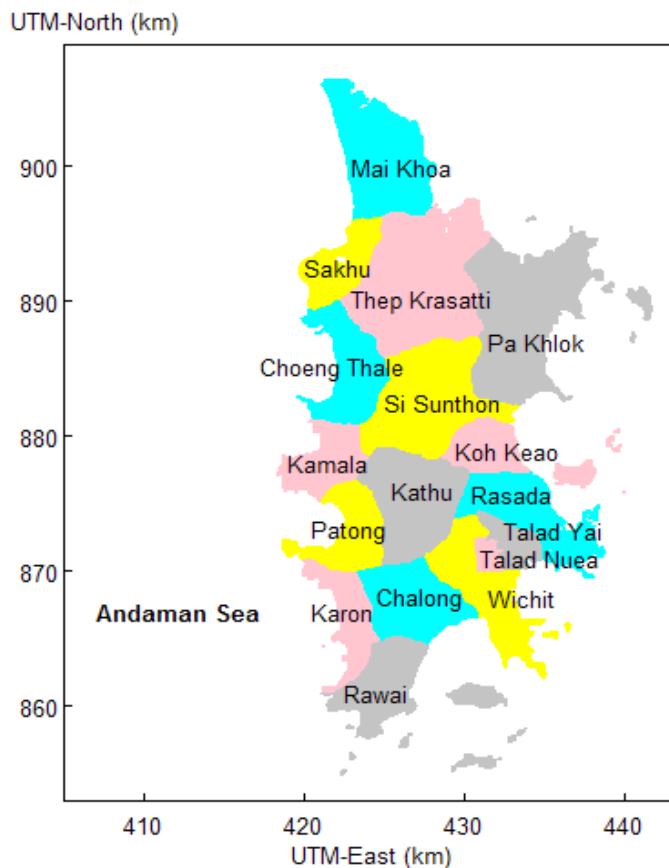 UTM-North (km)
900
Mai Khoa
Sakhu
890
Thep Krasatti
Pa Khlok
Choeng Thale
Si Sunthon
880
Koh Keao
Kamala
Kathu
Rasada
Patong
Talad Yai
870
Talad Nuea
Chalong
Wichit
Andaman Sea
Karon
Rawai
860
410
420
430
440
UTM-East (km)